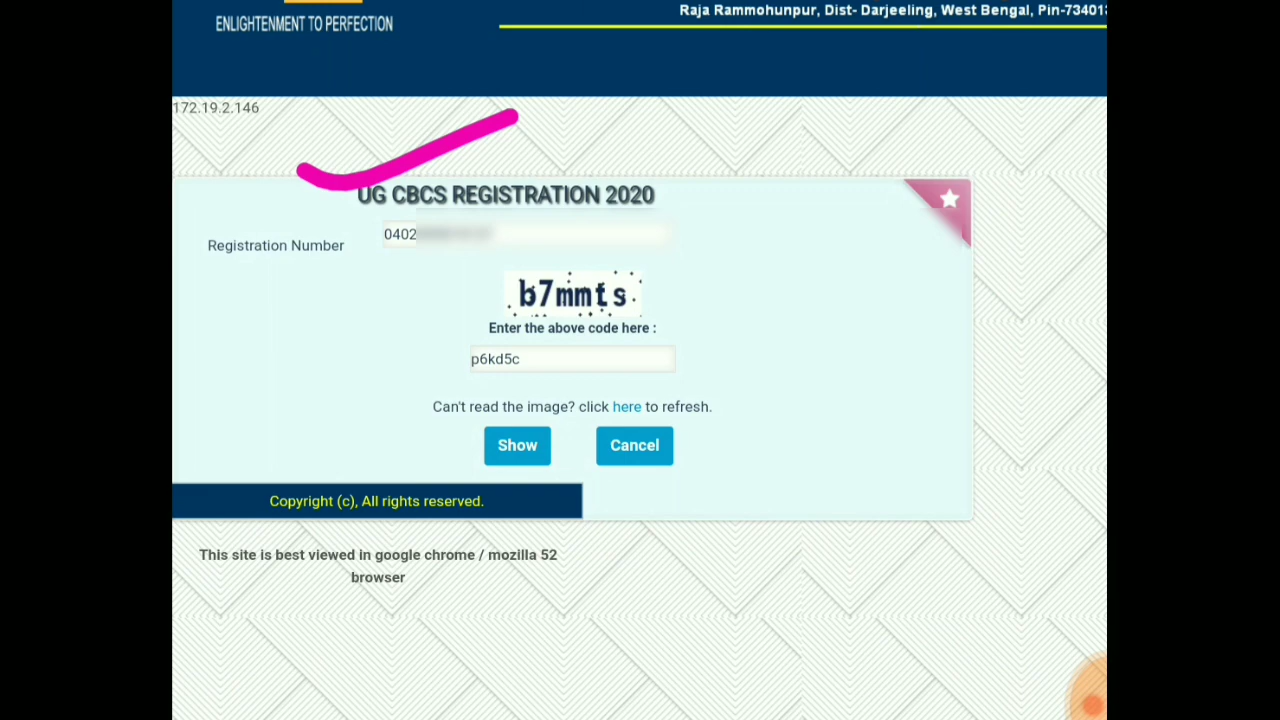 Raja Rammohunpur, Dist- Darjeeling, West Bengal, Pin-73401
ENLIGHTENMENT TO PERFECTION
172.19.2.146
UG CBCS REGISTRATION 2020
Registration Number
0402
b7mmts
Enter the above code here :
p6kd5c
Can't read the image? click here to refresh.
Show
Cancel
Copyright (c), All rights reserved.
This site is best viewed in google chrome / mozilla 52
browser